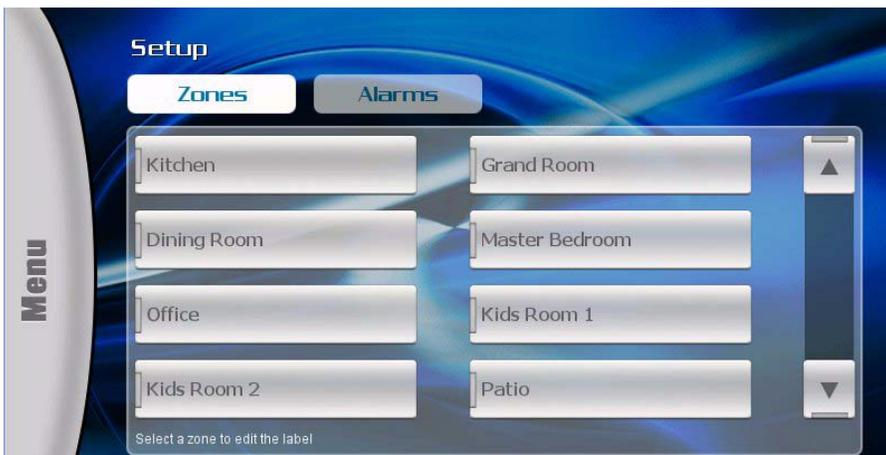 Setup
Zones Alarms
Kitchen Grand Room
Dining Room Master Bedroom
Office Kids Room 1
Kids Room 2 Patio
Select a zone to edit the label
Menu